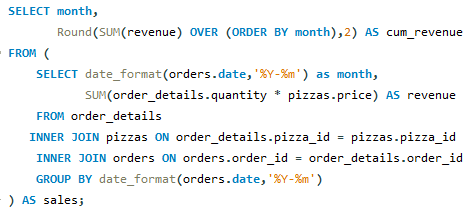 SELECT month,
Round(SUM(revenue) OVER (ORDER BY month),2) AS cum_revenue
FROM (
SELECT date_format(orders.date,'%Y-%m') as month,
SUM(order_details.quantity * pizzas.price) AS revenue
FROM order_details
INNER JOIN pizzas ON order_details.pizza_id = pizzas.pizza_id
INNER JOIN orders ON orders.order_id = order_details.order_id
GROUP BY date_format(orders.date,'%Y-%m')
) AS sales;